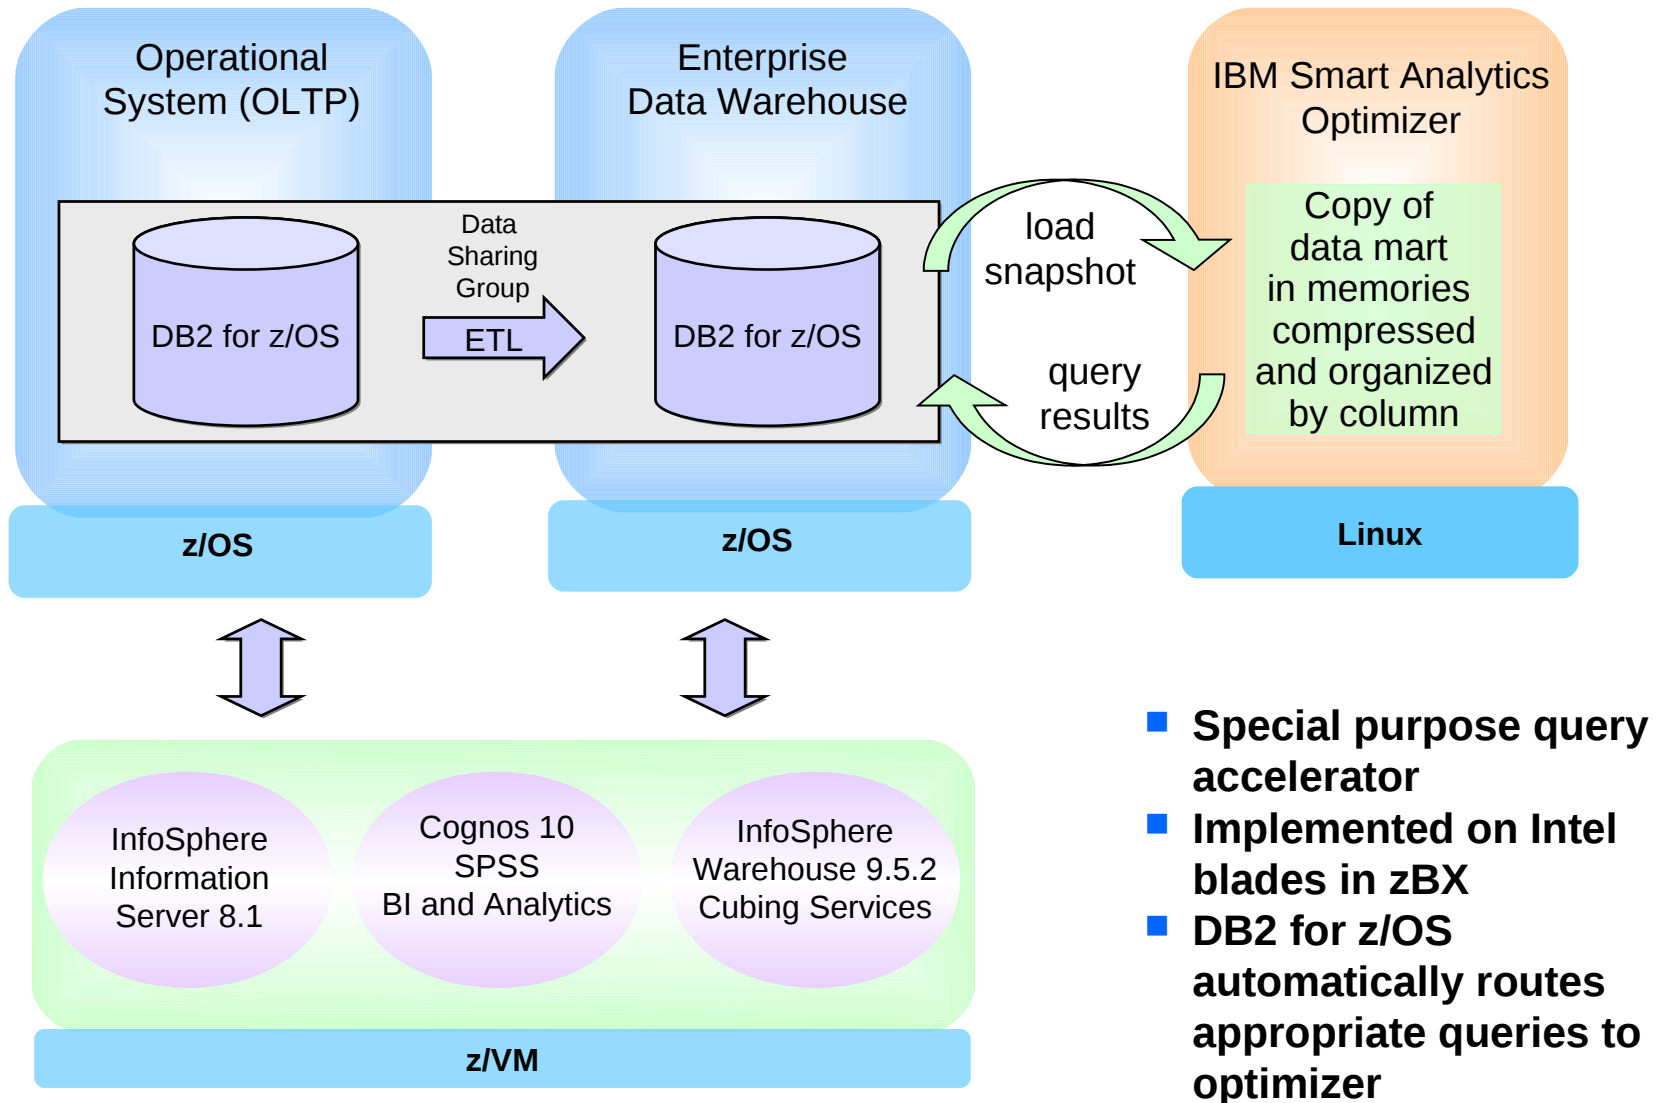 Operational
System (OLTP)
Enterprise
Data Warehouse
IBM Smart Analytics
Optimizer
Data
Sharing
Group
DB2 for z/OS
ETL
DB2 for z/OS
load
snapshot
query
results
Copy of
data mart
in memories
compressed
and organized
by column
z/OS
z/OS
Linux
InfoSphere
Information
Server 8.1
Cognos 10
SPSS
BI and Analytics
InfoSphere
Warehouse 9.5.2
Cubing Services
z/VM
Special purpose query
accelerator
Implemented on Intel
blades in zBX
DB2 for z/OS
automatically routes
appropriate queries to
optimizer